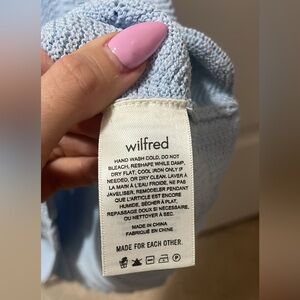 wilfred
HAND WASH COLD, DO NOT
BLEACH, RESHAPE WHILE DAMP,
DRY FLAT, COOL IRON ONLY IF
NEEDED, OR DRY CLEAN. LAVER À
LA MAIN À L'EAU FROIDE, NE PAS
JAVELISER, REMODELER PENDANT
QUE L'ARTICLE EST ENCORE
HUMIDE, SÉCHER À PLAT,
REPASSAGE DOUX SI NÉCESSAIRE,
OU NETTOYER À SEC.
MADE IN CHINA
FABRIQUÉ EN CHINE
MADE FOR EACH OTHER.